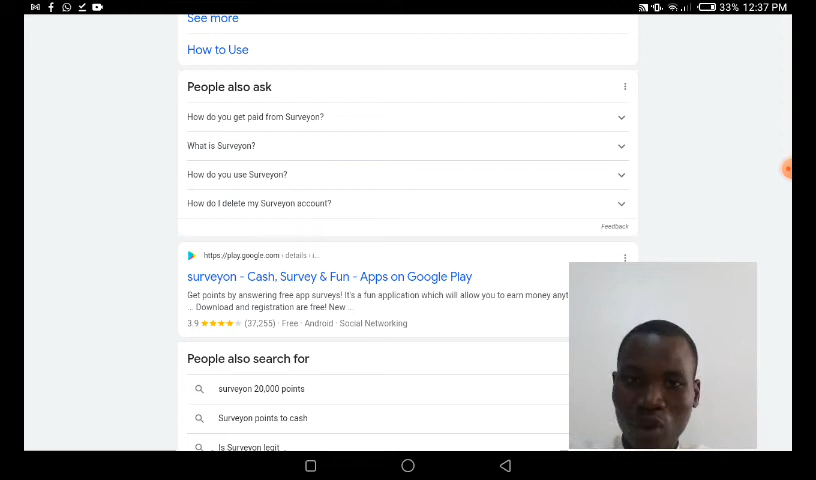 33% 12:37 PM
See more
How to Use
People also ask
How do you get paid from Surveyon?
What is Surveyon?
How do you use Surveyon?
How do I delete my Surveyon account?
Feedback
https://play.google.com › details › i...
surveyon - Cash, Survey & Fun - Apps on Google Play
Get points by answering free app surveys! It's a fun application which will allow you to earn money anyt
... Download and registration are free! New ...
3.9 (37,255) · Free · Android · Social Networking
People also search for
surveyon 20,000 points
Surveyon points to cash
Is Surveyon legit